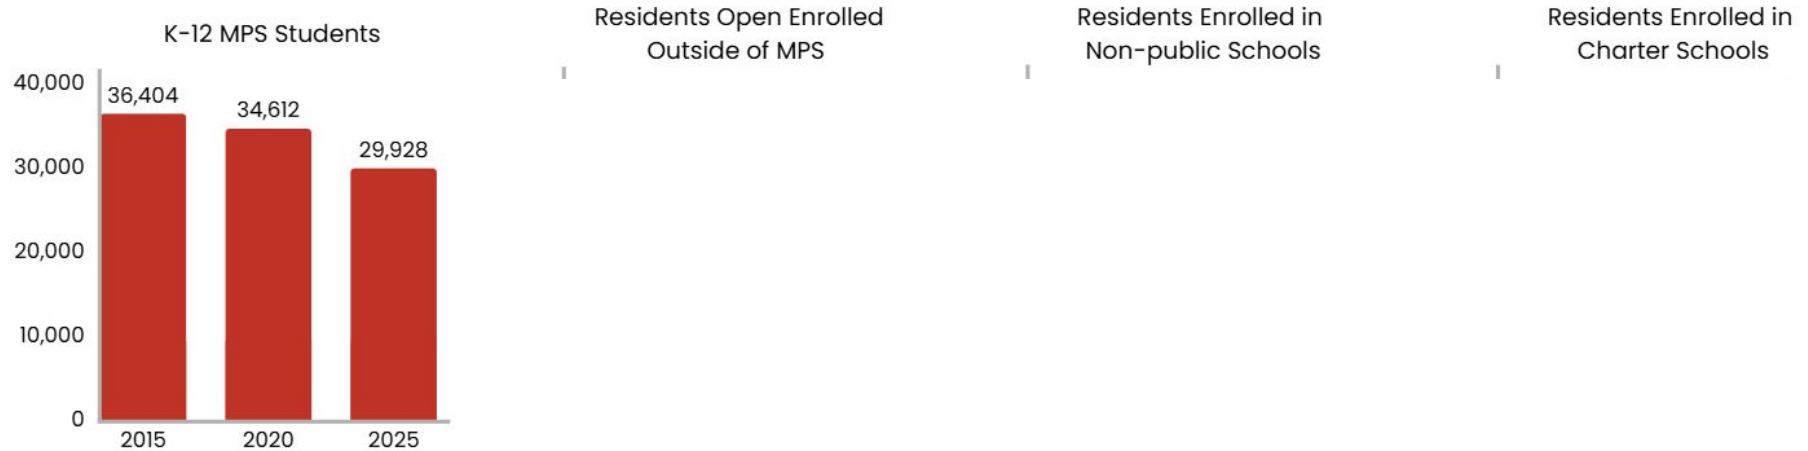 K-12 MPS Students
40,000
30,000
20,000
10,000
0
36,404
34,612
29,928
2015
2020
2025
Residents Open Enrolled
Outside of MPS
Residents Enrolled in
Non-public Schools
Residents Enrolled in
Charter Schools